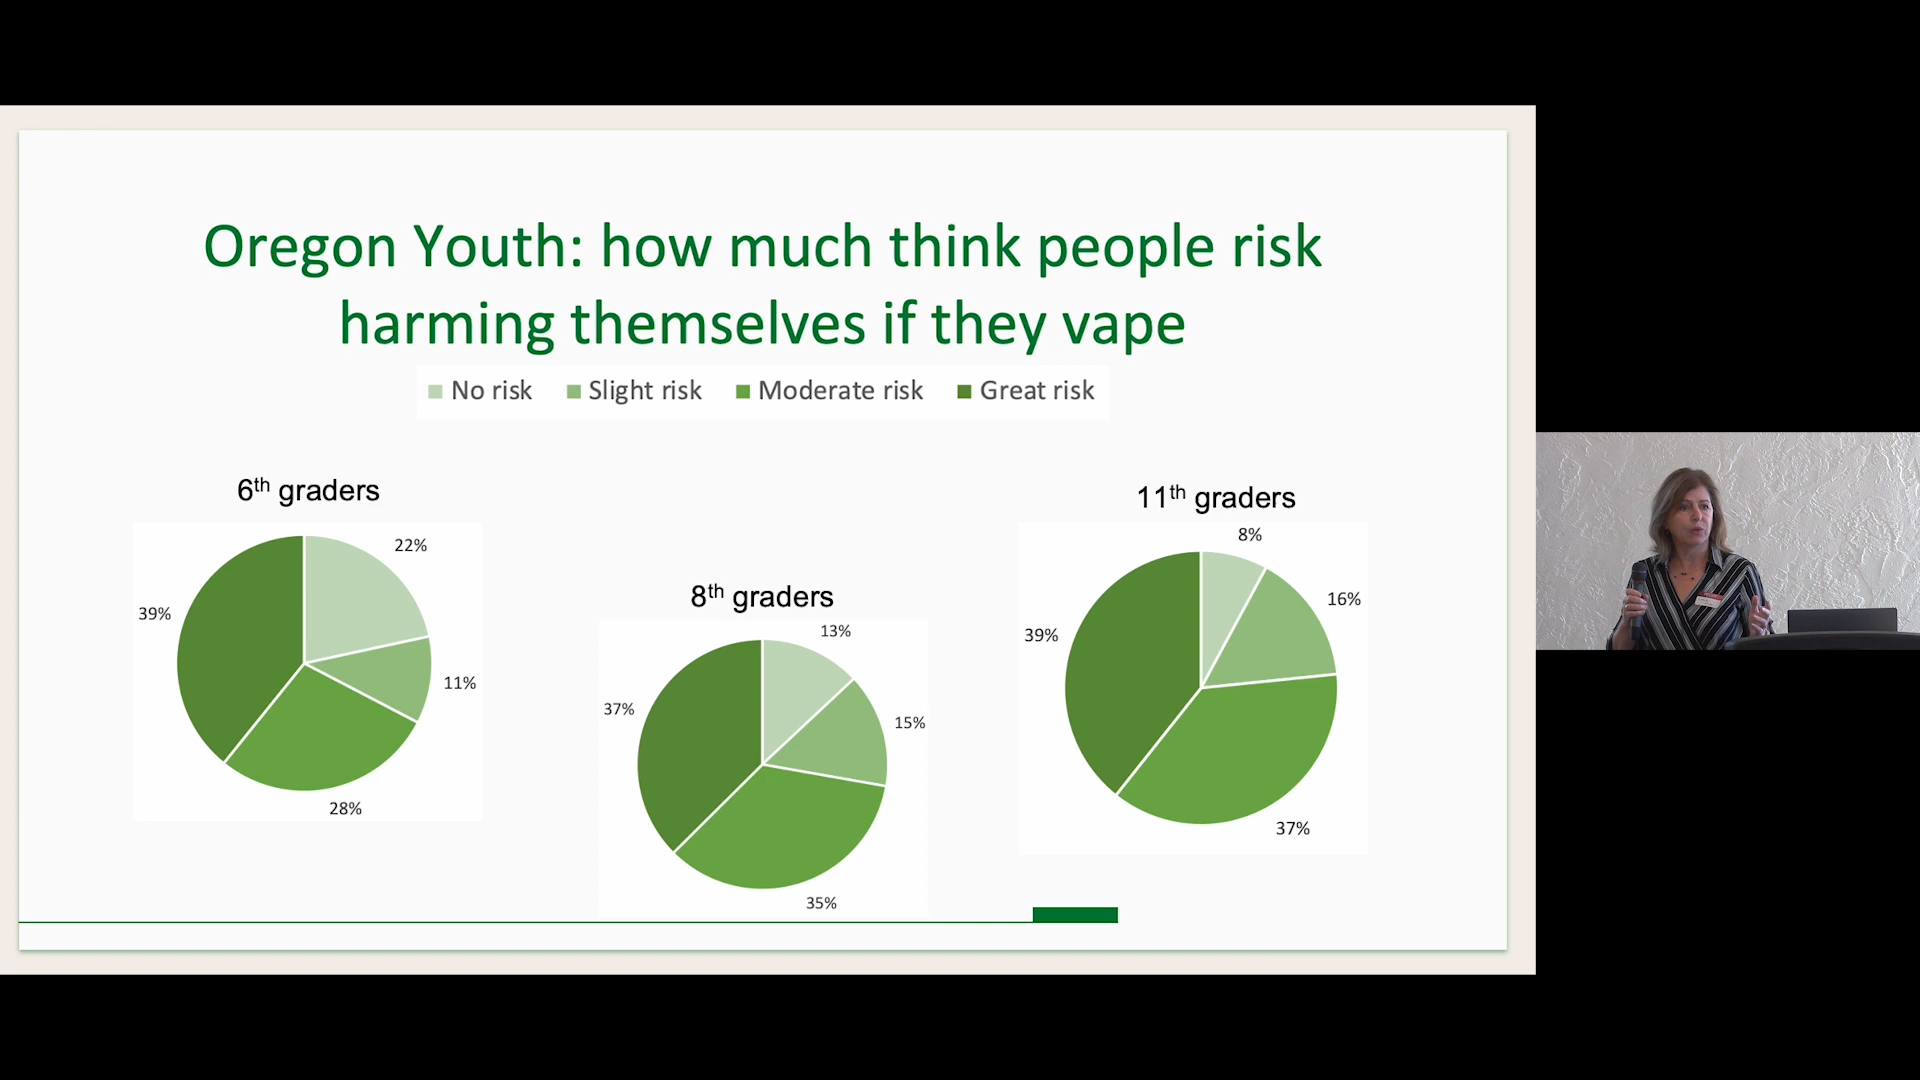 Oregon Youth: how much think people risk
harming themselves if they vape
No risk Slight risk Moderate risk Great risk
6th graders
22%
11%
28%
39%
8th graders
13%
15%
35%
37%
11th graders
8%
16%
37%
39%